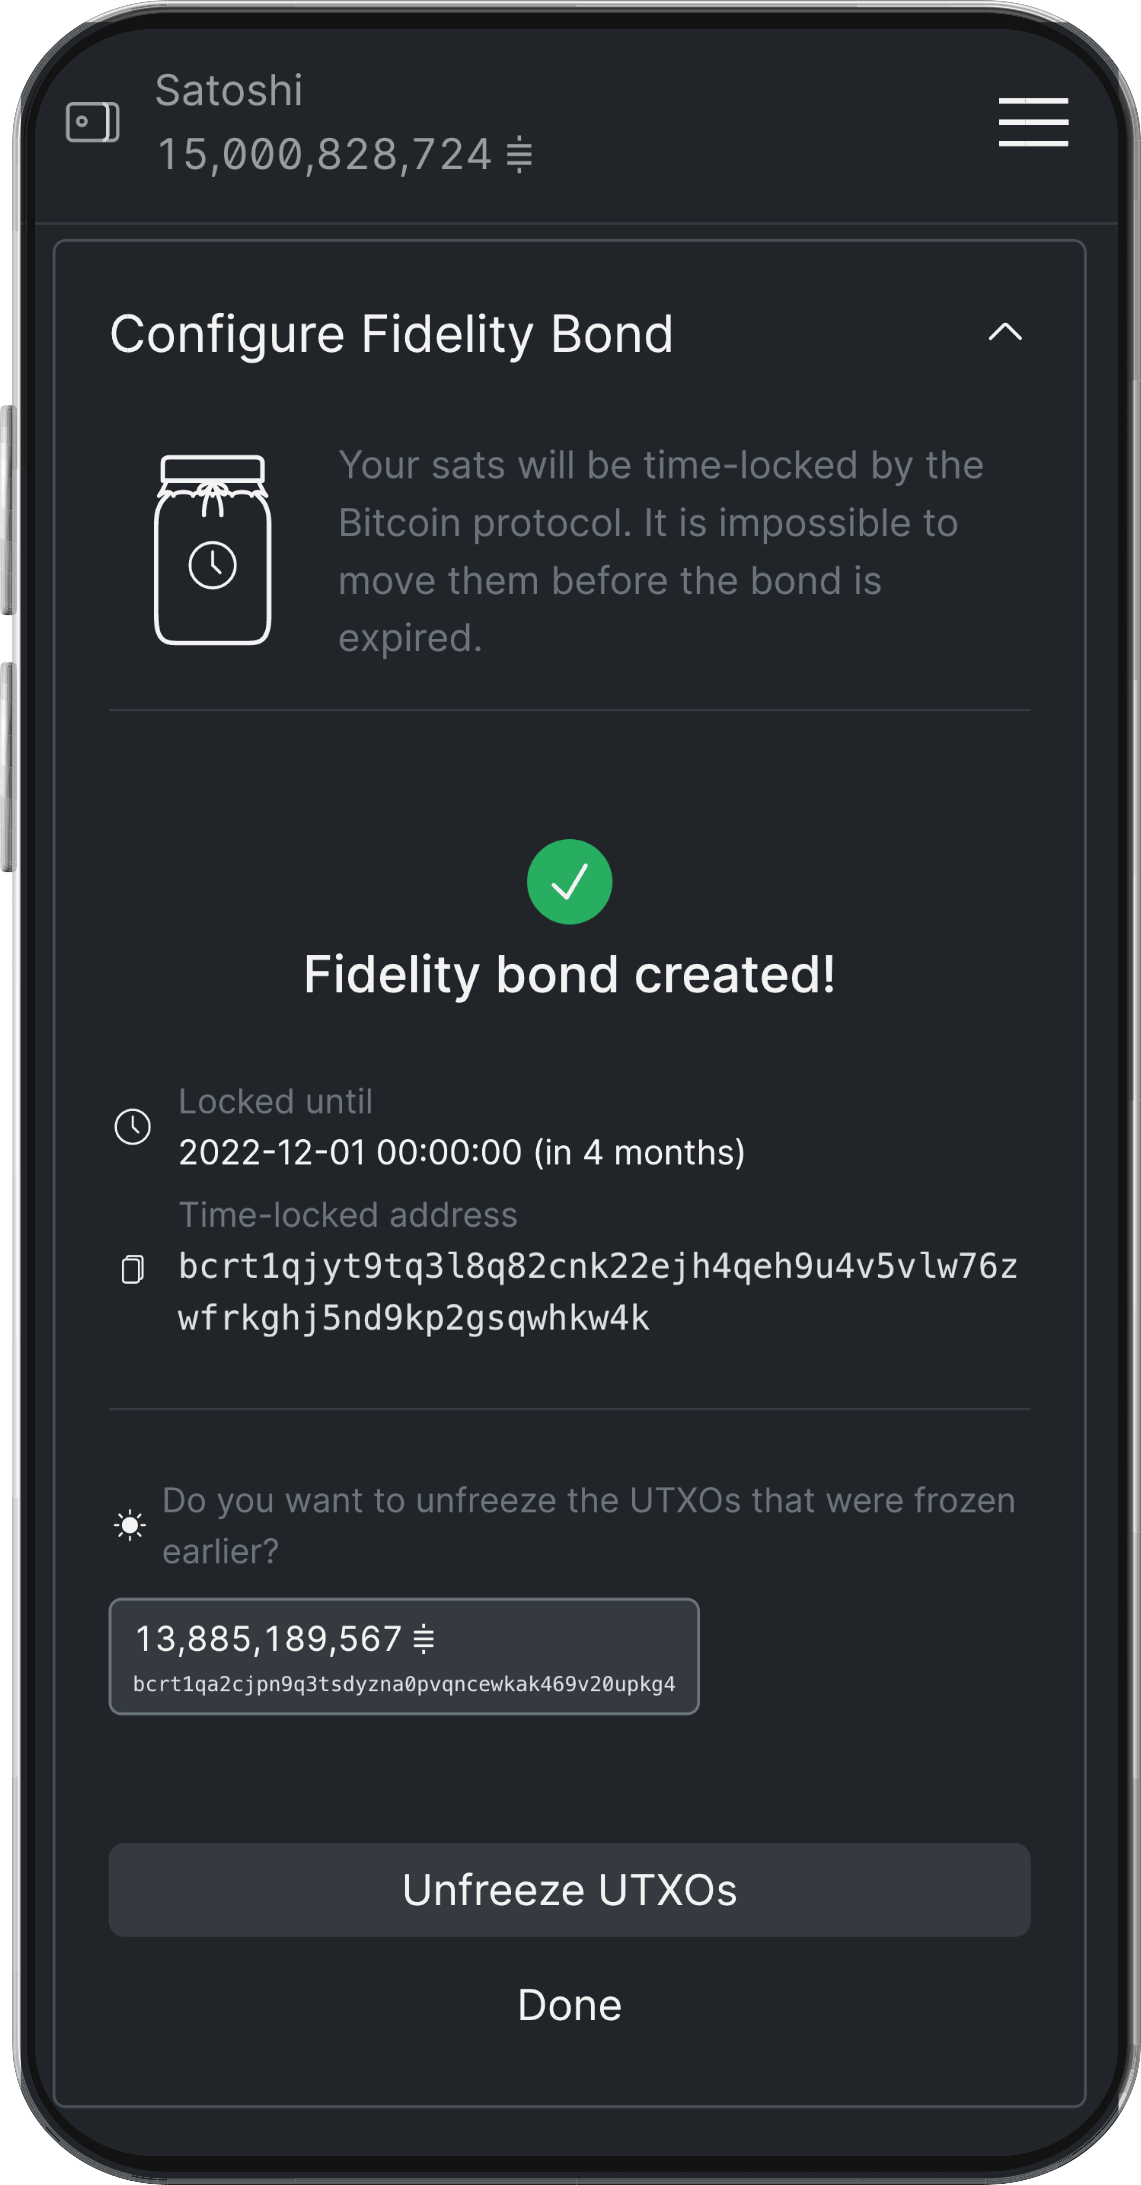 Satoshi
15,000,828,724
Configure Fidelity Bond
Your sats will be time-locked by the
Bitcoin protocol. It is impossible to
move them before the bond is
expired.
Fidelity bond created!
Locked until
2022-12-01 00:00:00 (in 4 months)
Time-locked address
bcrt1qjyt9tq3l8q82cnk22ejh4qeh9u4v5vlw76z
wfrkghj5nd9kp2gsqwhkw4k
Do you want to unfreeze the UTXOs that were frozen
earlier?
13,885,189,567
bcrt1qa2cjpn9q3tsdyzna0pvqncewkak469v20upkg4
Unfreeze UTXOs
Done